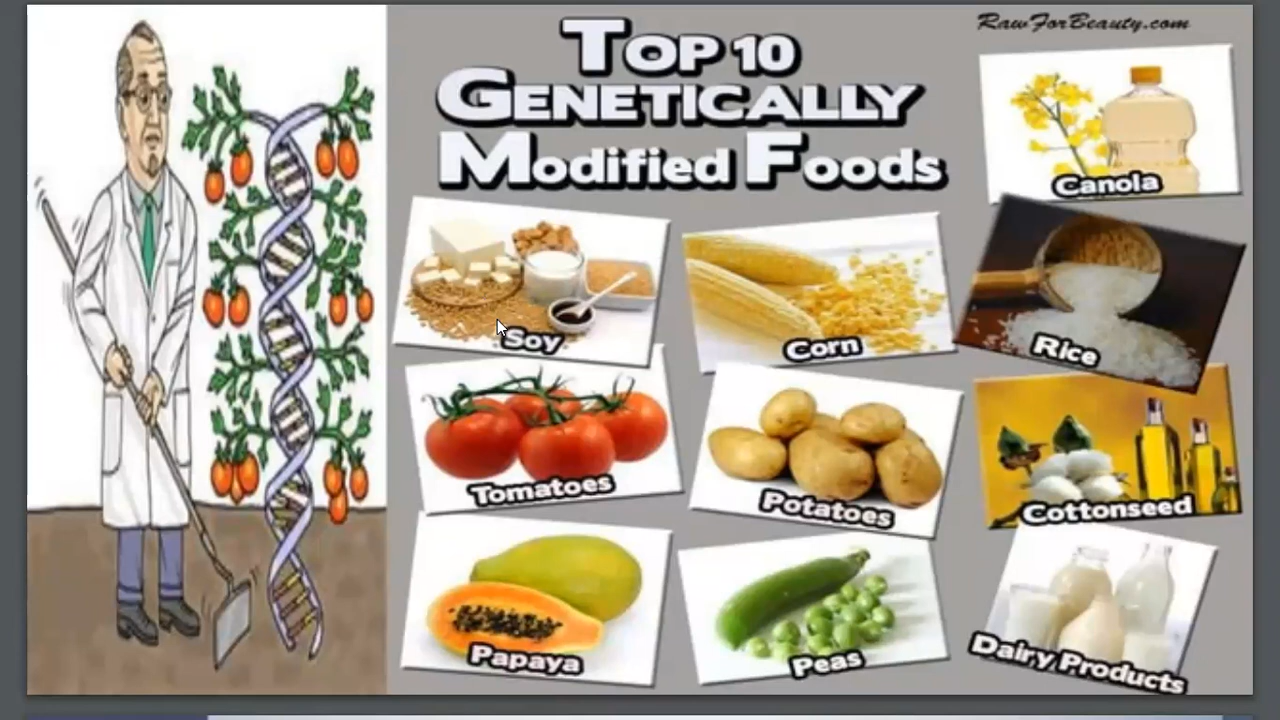 RawForBeauty.com
TOP 10
GENETICALLY
Modified Foods
Canola
Soy
Corn
Rice
Tomatoes
Potatoes
Cottonseed
Papaya
Peas
Dairy Products